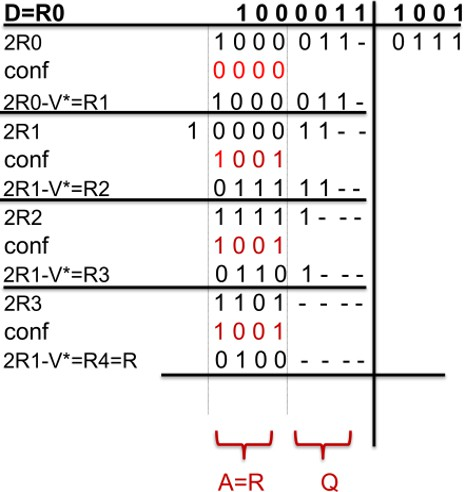 D=R0 1 0 0 0 0 1 1 1 0 0 1
2R0 1 0 0 0 0 1 1 - 0 1 1 1
conf 0 0 0 0
2R0-V*=R1 1 0 0 0 0 1 1 -
2R1 1 0 0 0 0 1 1 - -
conf 1 0 0 1
2R1-V*=R2 0 1 1 1 1 1 - -
2R2 1 1 1 1 1 - - -
conf 1 0 0 1
2R1-V*=R3 0 1 1 0 1 - - -
2R3 1 1 0 1 - - - -
conf 1 0 0 1
2R1-V*=R4=R 0 1 0 0 - - - -
A=R Q